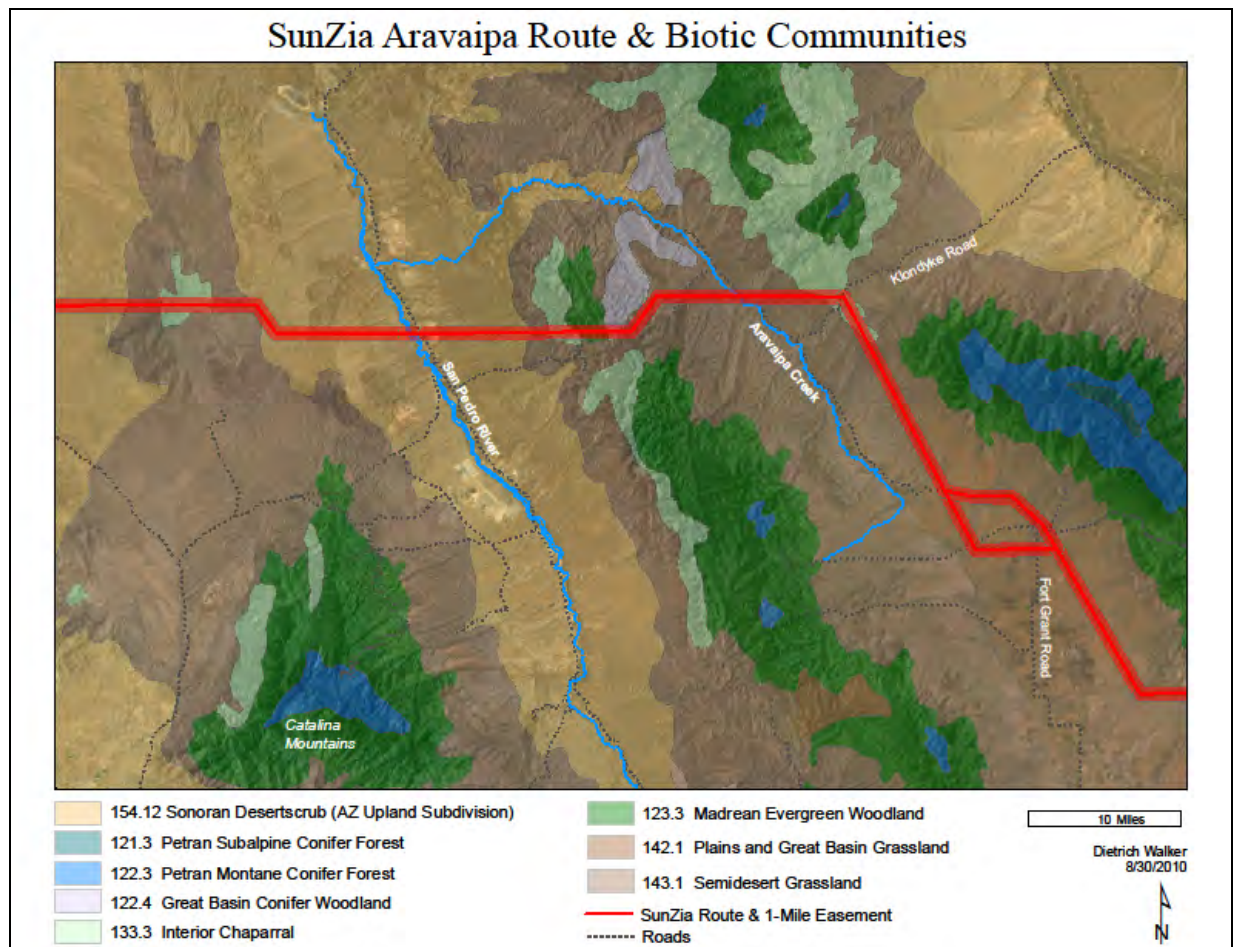 SunZia Aravaipa Route & Biotic Communities
Klondyke Road
Aravaipa Creek
San Pedro River
Fort Grant Road
Catalina
Mountains
154.12 Sonoran Desertscrub (AZ Upland Subdivision)
121.3 Petran Subalpine Conifer Forest
122.3 Petran Montane Conifer Forest
122.4 Great Basin Conifer Woodland
133.3 Interior Chaparral
123.3 Madrean Evergreen Woodland
142.1 Plains and Great Basin Grassland
143.1 Semidesert Grassland
SunZia Route & 1-Mile Easement
Roads
10 Miles
Dietrich Walker
8/30/2010
N